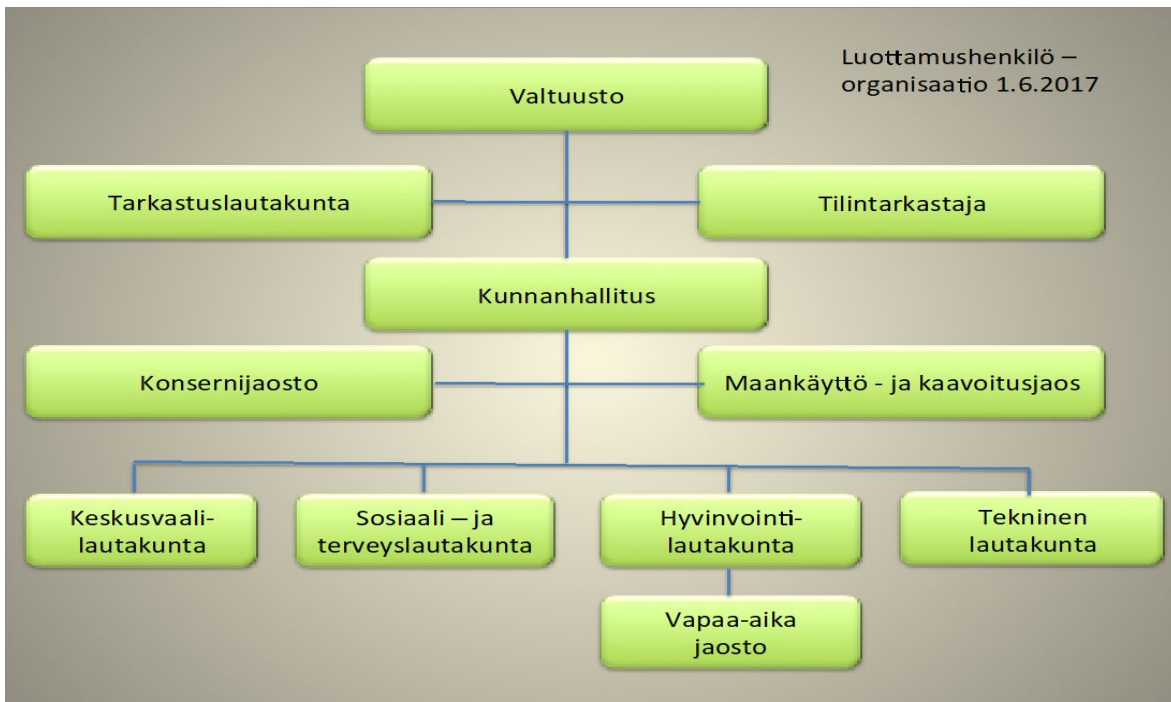 Luottamushenkilö –
organisaatio 1.6.2017
Valtuusto
Tarkastuslautakunta
Tilintarkastaja
Kunnanhallitus
Konsernijaosto
Maankäyttö - ja kaavoitusjaos
Keskusvaali-
lautakunta
Sosiaali – ja
terveyslautakunta
Hyvinvointi-
lautakunta
Tekninen
lautakunta
Vapaa-aika
jaosto